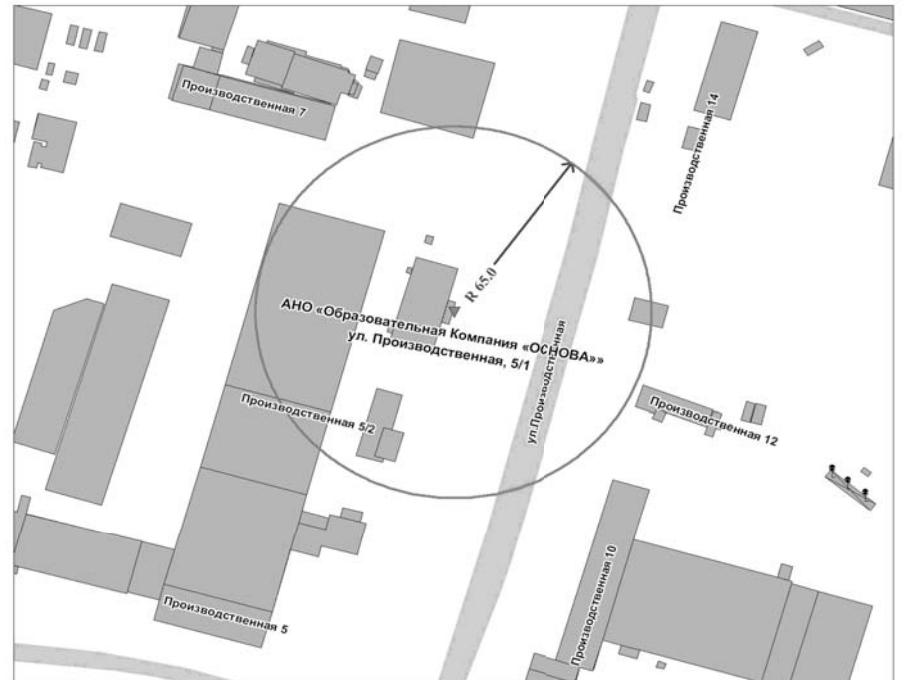 Производственная 7
Производственная 14
R 65.0
АНО «Образовательная Компания «ОСНОВА»»
ул. Производственная, 5/1
ул.Производственная
Производственная 5/2
Производственная 12
Производственная 10
Производственная 5